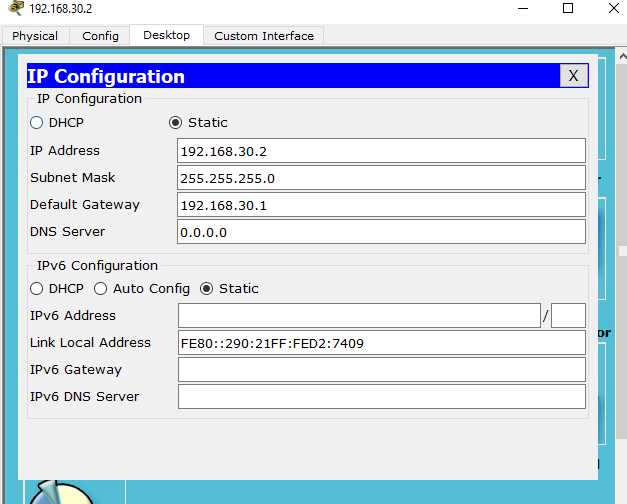 192.168.30.2
Physical Config Desktop Custom Interface
IP Configuration X
IP Configuration
DHCP Static
IP Address 192.168.30.2
Subnet Mask 255.255.255.0
Default Gateway 192.168.30.1
DNS Server 0.0.0.0
IPv6 Configuration
DHCP Auto Config Static
IPv6 Address /
Link Local Address FE80::290:21FF:FED2:7409
IPv6 Gateway
IPv6 DNS Server